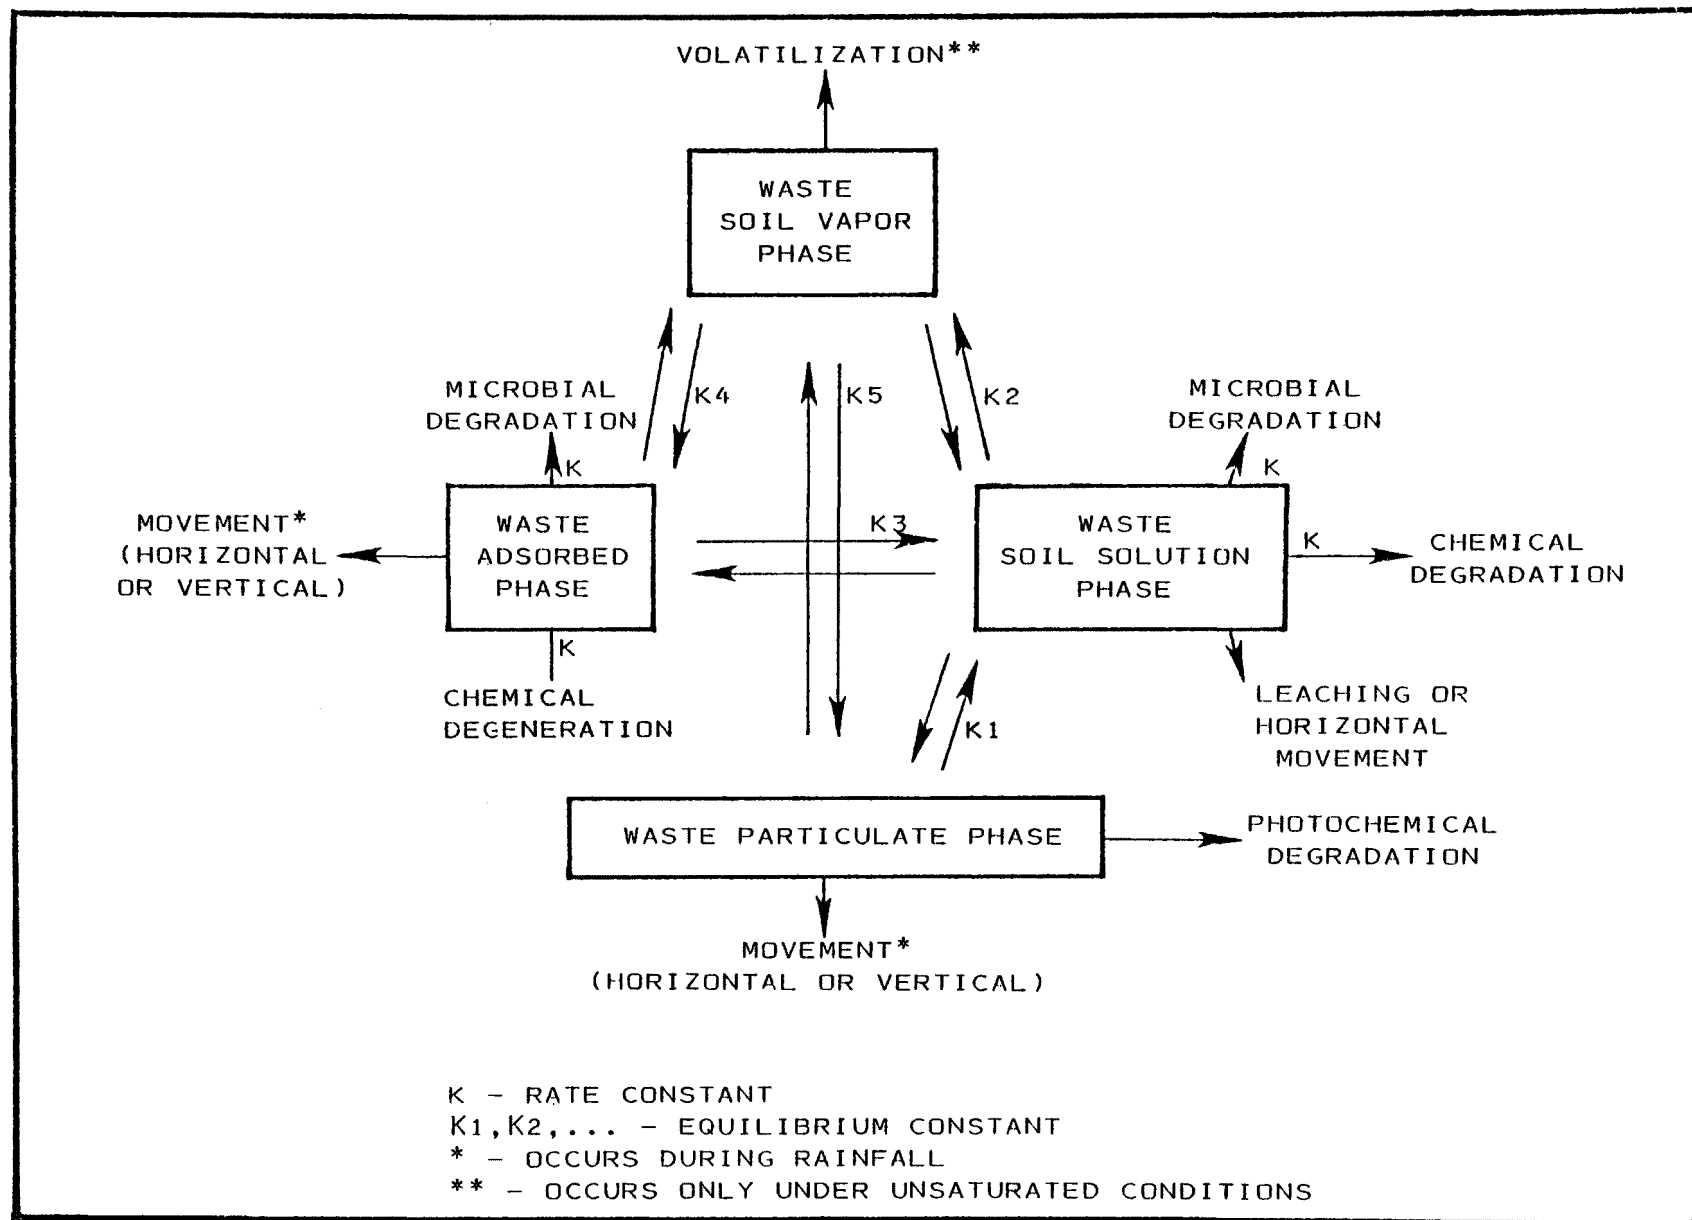 VOLATILIZATION**
WASTE
SOIL VAPOR
PHASE
K4
K5
K2
MICROBIAL
DEGRADATION
K
MICROBIAL
DEGRADATION
K
MOVEMENT*
(HORIZONTAL
OR VERTICAL)
WASTE
ADSORBED
PHASE
K3
WASTE
SOIL SOLUTION
PHASE
K
CHEMICAL
DEGRADATION
K
CHEMICAL
DEGENERATION
K1
LEACHING OR
HORIZONTAL
MOVEMENT
WASTE PARTICULATE PHASE
PHOTOCHEMICAL
DEGRADATION
MOVEMENT*
(HORIZONTAL OR VERTICAL)
K – RATE CONSTANT
K1,K2,... – EQUILIBRIUM CONSTANT
* – OCCURS DURING RAINFALL
** – OCCURS ONLY UNDER UNSATURATED CONDITIONS